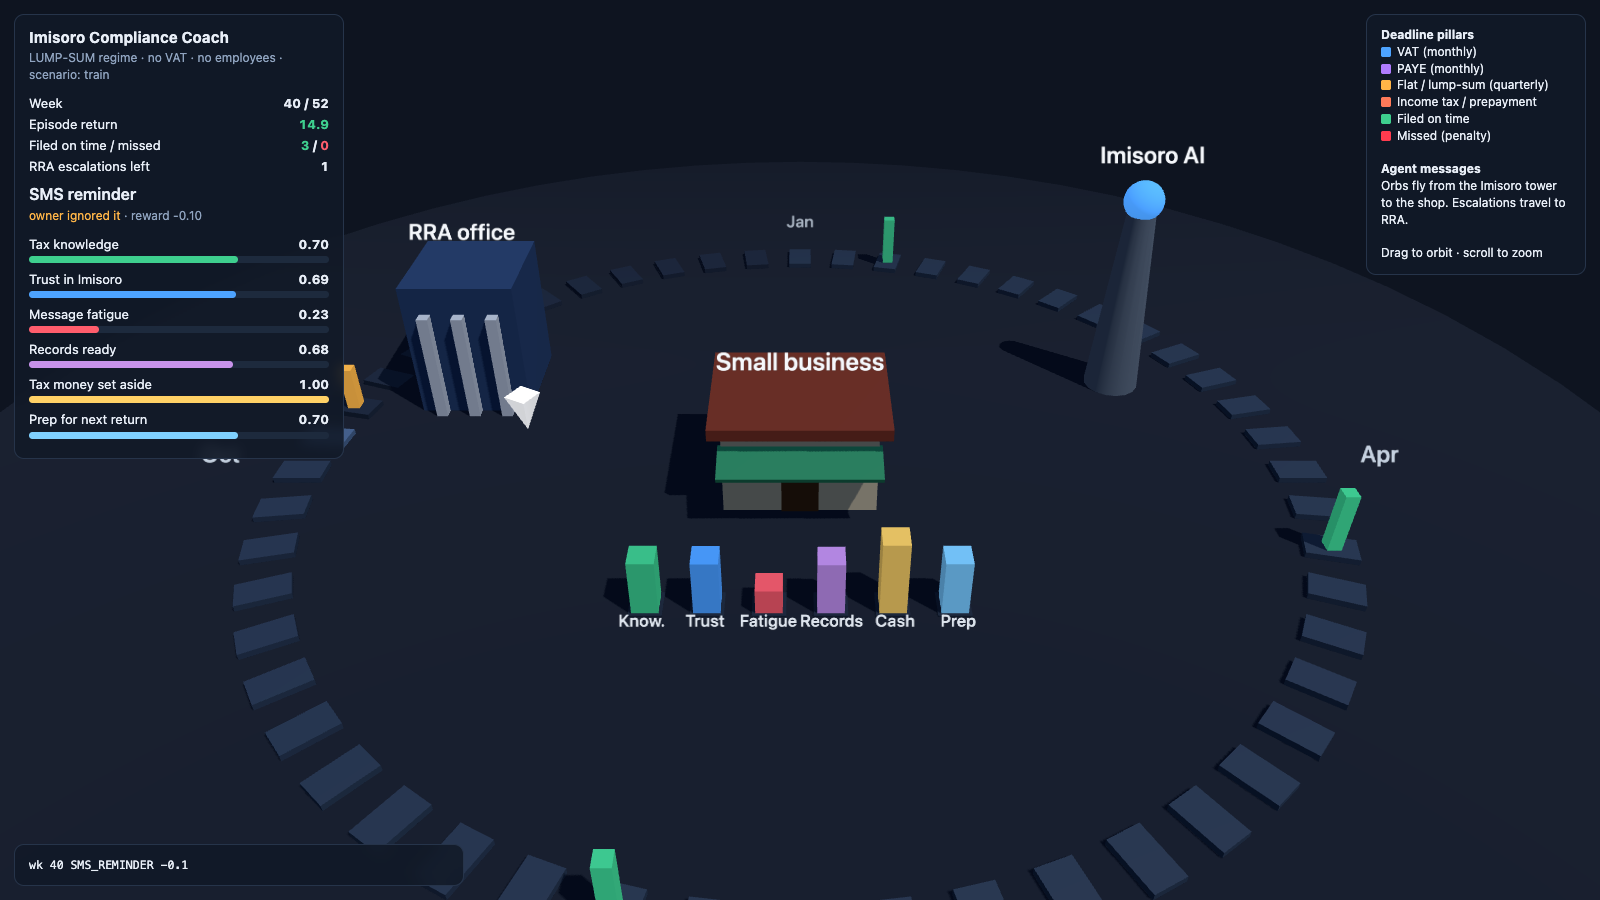 Imisoro Compliance Coach
LUMP-SUM regime · no VAT · no employees ·
scenario: train
Week 40 / 52
Episode return 14.9
Filed on time / missed 3 / 0
RRA escalations left 1
SMS reminder
owner ignored it · reward -0.10
Tax knowledge 0.70
Trust in Imisoro 0.69
Message fatigue 0.23
Records ready 0.68
Tax money set aside 1.00
Prep for next return 0.70
Deadline pillars
VAT (monthly)
PAYE (monthly)
Flat / lump-sum (quarterly)
Income tax / prepayment
Filed on time
Missed (penalty)
Agent messages
Orbs fly from the Imisoro tower
to the shop. Escalations travel to
RRA.
Drag to orbit · scroll to zoom
Imisoro AI
Jan
RRA office
Small business
Apr
Know. Trust Fatigue Records Cash Prep
wk 40 SMS_REMINDER -0.1